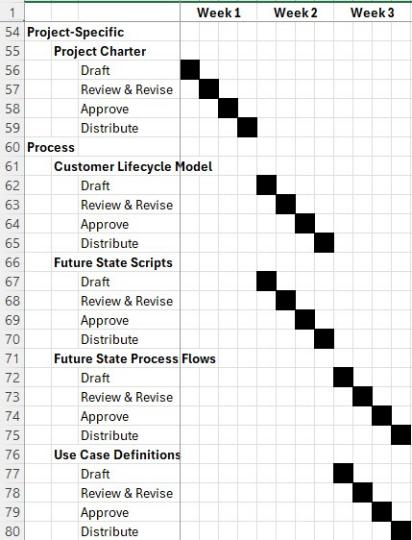 1 Week 1 Week 2 Week 3
54 Project-Specific
55 Project Charter
56 Draft
57 Review & Revise
58 Approve
59 Distribute
60 Process
61 Customer Lifecycle Model
62 Draft
63 Review & Revise
64 Approve
65 Distribute
66 Future State Scripts
67 Draft
68 Review & Revise
69 Approve
70 Distribute
71 Future State Process Flows
72 Draft
73 Review & Revise
74 Approve
75 Distribute
76 Use Case Definitions
77 Draft
78 Review & Revise
79 Approve
80 Distribute